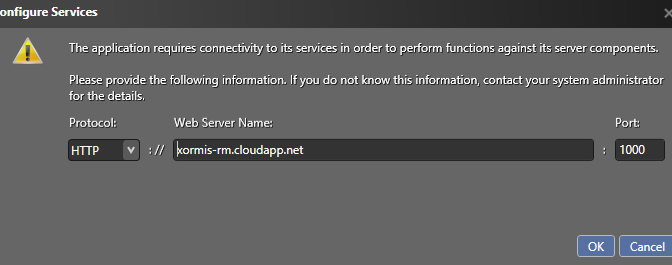 onfigure Services
The application requires connectivity to its services in order to perform functions against its server components.
Please provide the following information. If you do not know this information, contact your system administrator
for the details.
Protocol: Web Server Name: Port:
HTTP :// xormis-rm.cloudapp.net : 1000
OK Cancel